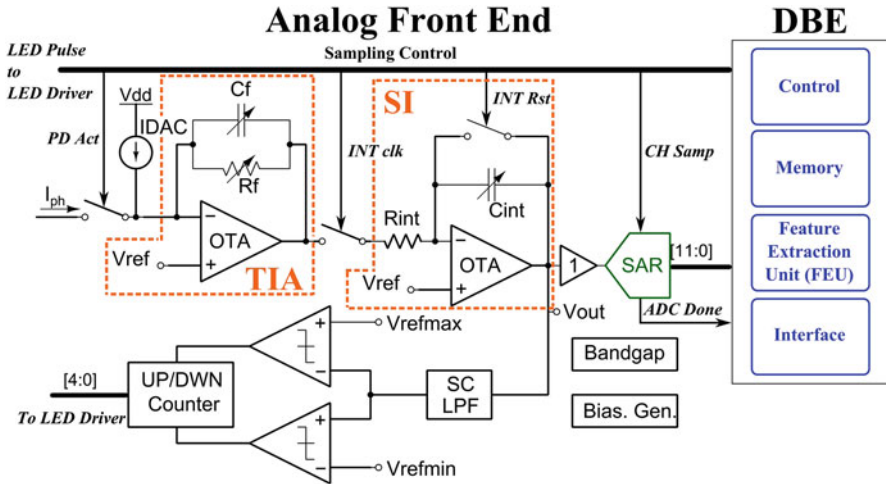 Analog Front End
DBE
LED Pulse
to
LED Driver
Sampling Control
Vdd
IDAC
PD Act
Cf
Rf
INT clk
SI
INT Rst
CH Samp
Iph
−
OTA
+
Vref
TIA
Rint
Cint
−
OTA
+
Vref
1
SAR
[11:0]
ADC Done
Vout
Control
Memory
Feature
Extraction
Unit (FEU)
Interface
+
Vrefmax
−
[4:0]
UP/DWN
Counter
To LED Driver
SC
LPF
+
−
Vrefmin
Bandgap
Bias. Gen.